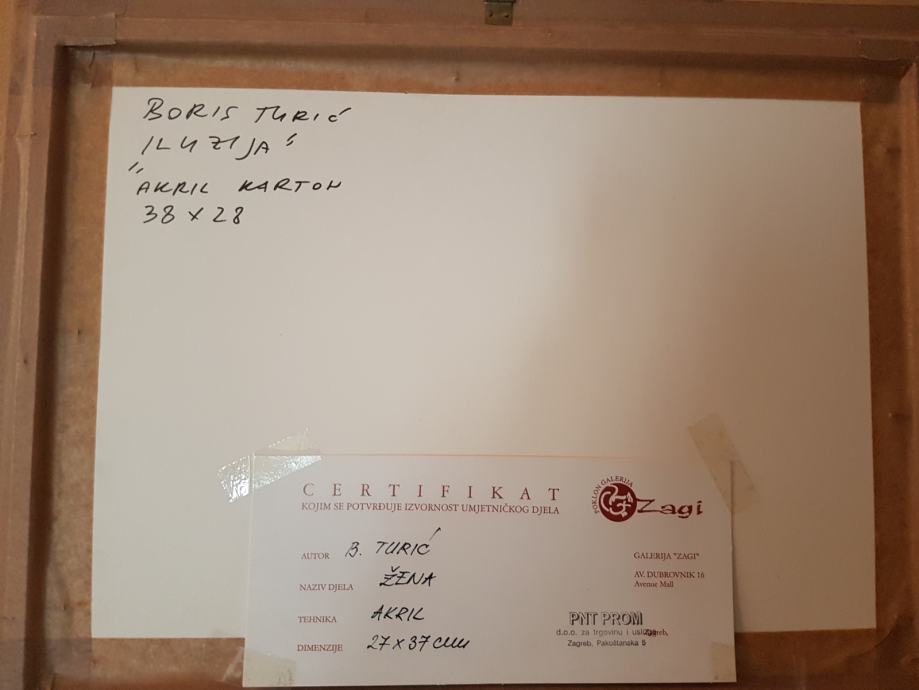 BORIS TURIĆ
"ILUZIJA"
AKRIL KARTON
38 x 28
CERTIFIKAT
KOJIM SE POTVRĐUJE IZVORNOST UMJETNIČKOG DJELA
POKLON GALERIJA
Zagi
AUTOR B. TURIĆ
NAZIV DJELA ŽENA
TEHNIKA AKRIL
DIMENZIJE 27 x 37 cm
GALERIJA "ZAGI"
AV. DUBROVNIK 16
Avenue Mall
PNT PROM
d.o.o. za trgovinu i usluge Zagreb,
Zagreb, Pakoštanska 5